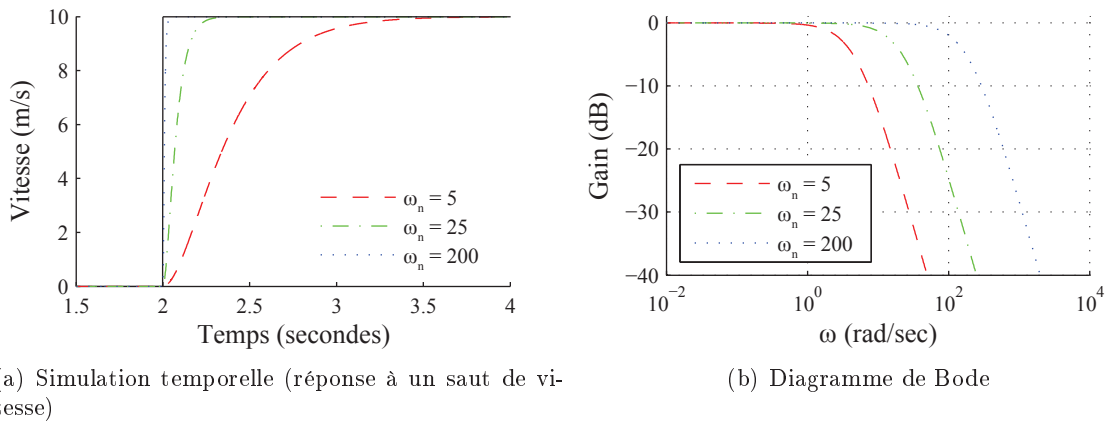 10
8
6
4
2
0
Vitesse (m/s)
1.5
2
2.5
3
3.5
4
Temps (secondes)
ωn = 5
ωn = 25
ωn = 200
0
−10
−20
−30
−40
Gain (dB)
10−2
100
102
104
ω (rad/sec)
ωn = 5
ωn = 25
ωn = 200
a) Simulation temporelle (réponse à un saut de vi-
esse)
(b) Diagramme de Bode